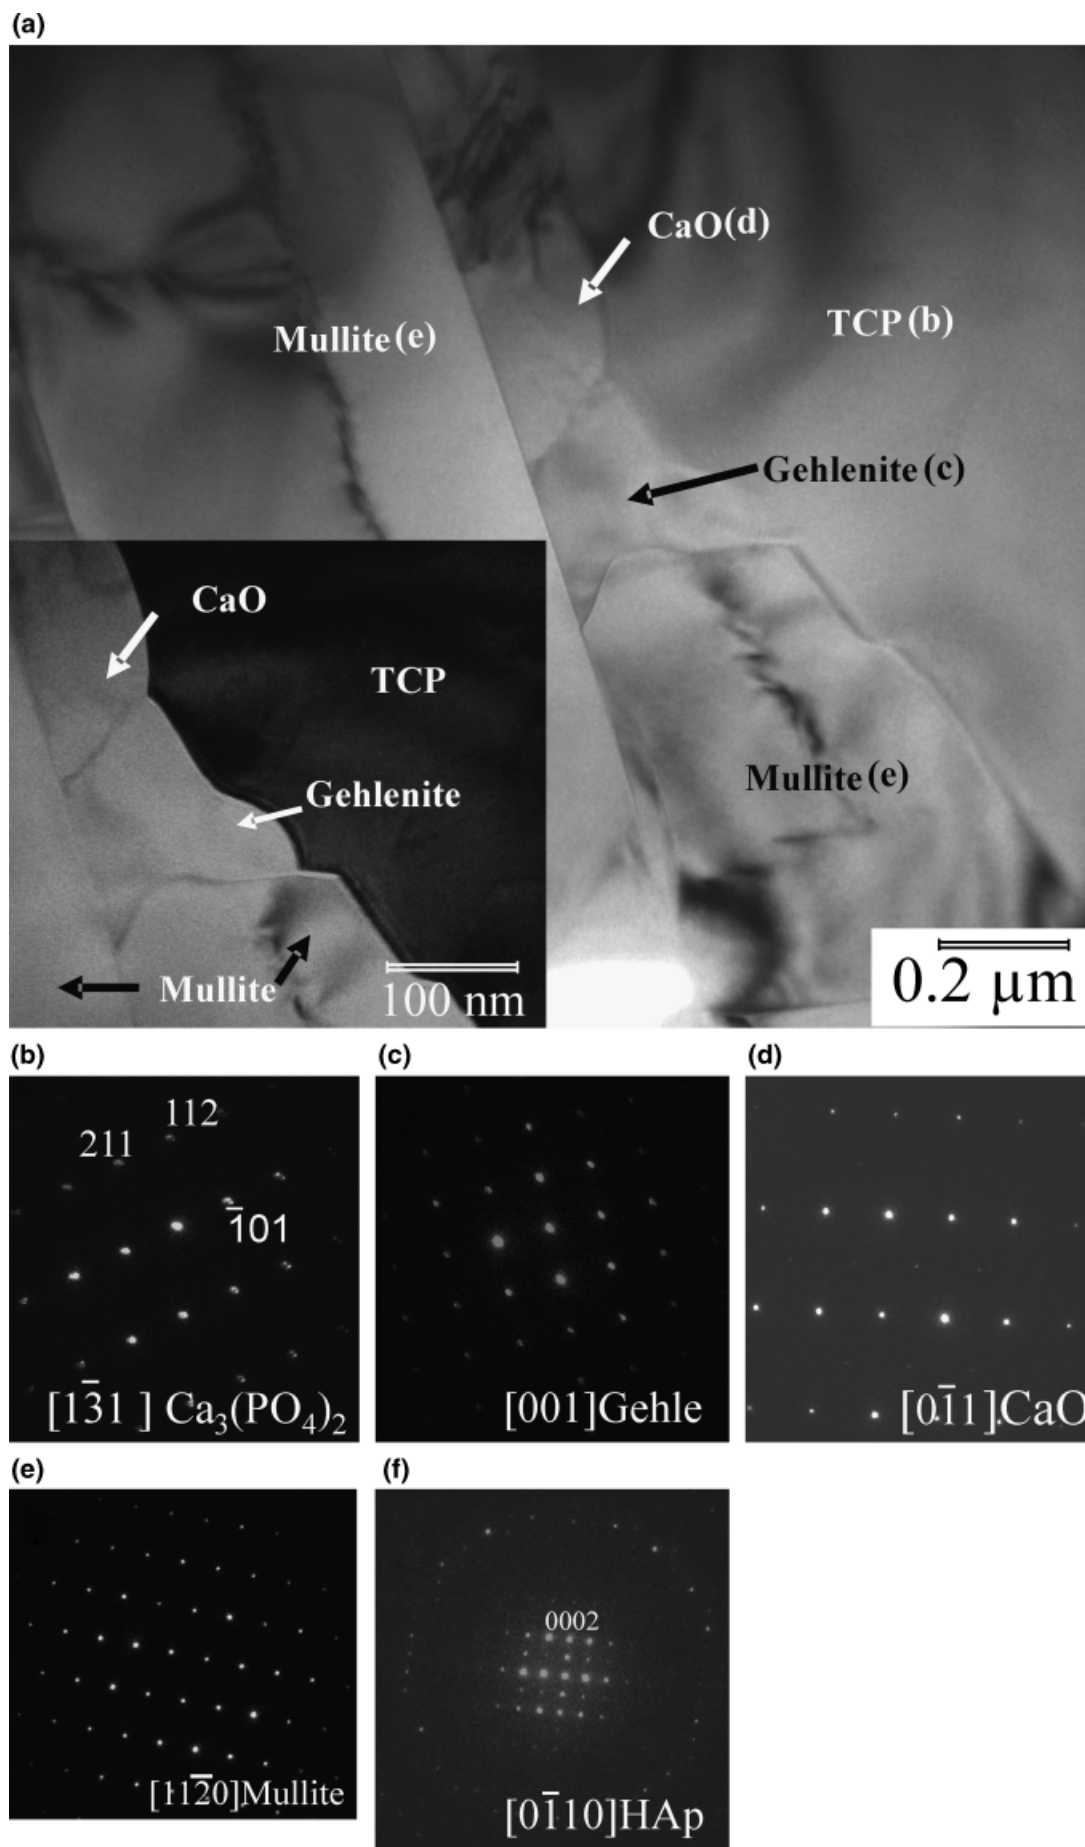 (a)
CaO(d)
TCP(b)
Mullite(e)
Gehlenite(c)
CaO
TCP
Gehlenite
Mullite(e)
Mullite
100 nm
0.2 µm
(b)
(c)
(d)
112
211
1̅01
[13̅1] Ca₃(PO₄)₂
[001]Gehle
[01̅1]CaO
(e)
(f)
0002
[112̅0]Mullite
[01̅10]HAp